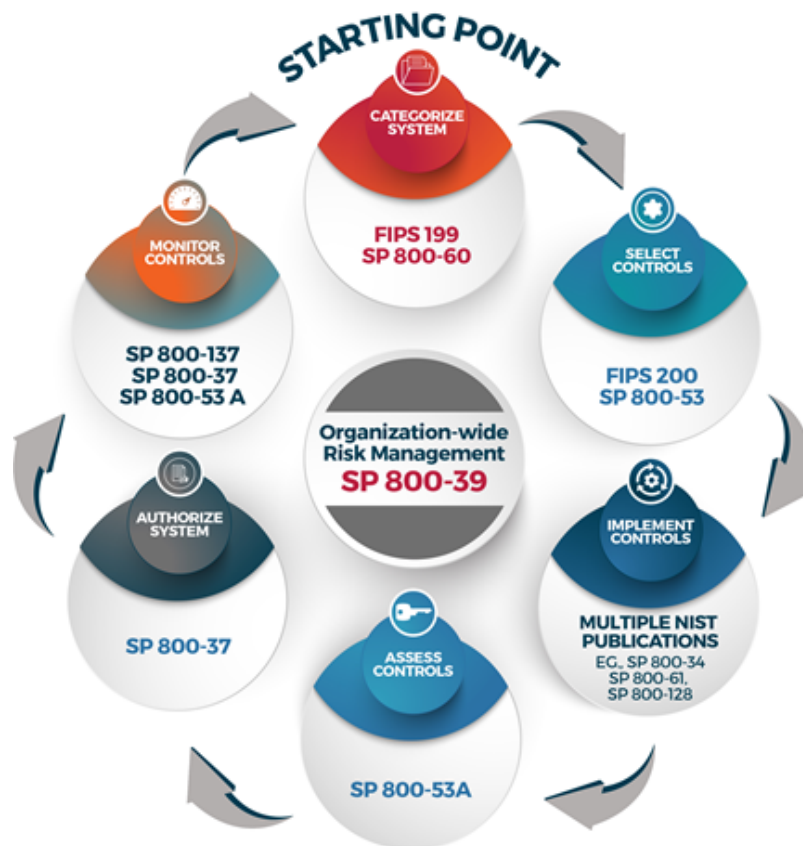 STARTING POINT
CATEGORIZE
SYSTEM
FIPS 199
SP 800-60
SELECT
CONTROLS
FIPS 200
SP 800-53
IMPLEMENT
CONTROLS
MULTIPLE NIST
PUBLICATIONS
EG., SP 800-34
SP 800-61,
SP 800-128
ASSESS
CONTROLS
SP 800-53A
AUTHORIZE
SYSTEM
SP 800-37
MONITOR
CONTROLS
SP 800-137
SP 800-37
SP 800-53 A
Organization-wide
Risk Management
SP 800-39